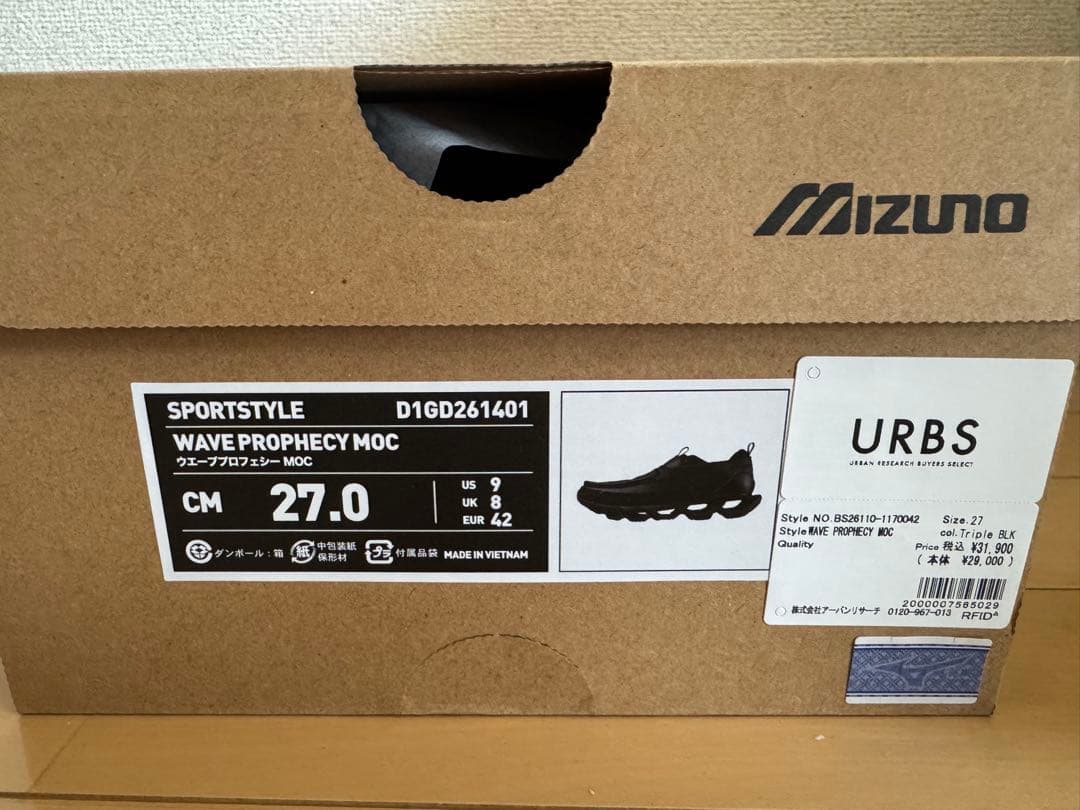 MIZUNO
SPORTSTYLE D1GD261401
WAVE PROPHECY MOC
ウエーブプロフェシー MOC
CM 27.0
US 9
UK 8
EUR 42
ダンボール：箱
紙
中包装紙
保形材
プラ
付属品袋
MADE IN VIETNAM
URBS
URBAN RESEARCH BUYERS SELECT
Style NO.BS26110-1170042 Size.27
Style WAVE PROPHECY MOC col.Triple BLK
Quality Price 税込 ¥31,900
( 本体 ¥29,000 )
2000007565029
株式会社アーバンリサーチ 0120-967-013 RFID